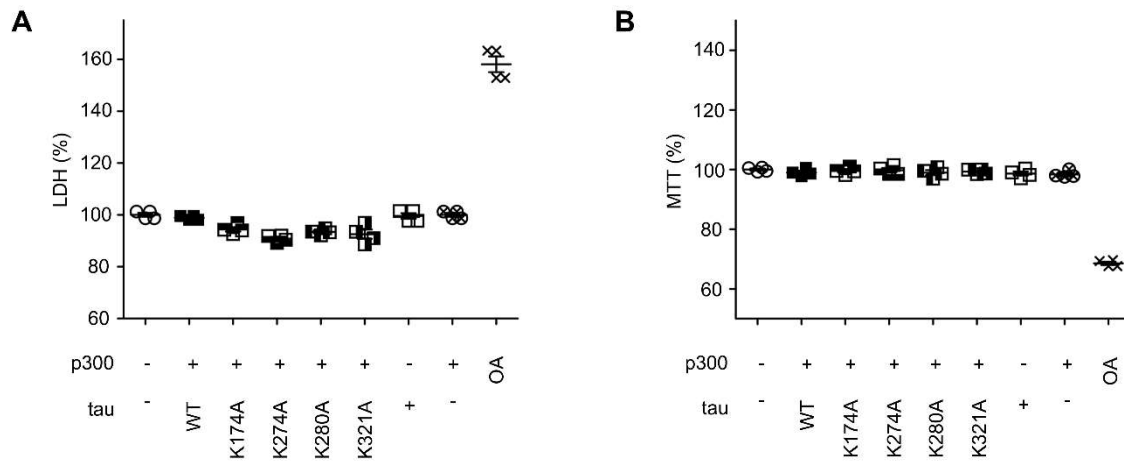 A
LDH (%)
160
140
120
100
80
60
p300 - + + + + + - + OA
tau - WT K174A K274A K280A K321A + -
B
MTT (%)
140
120
100
80
60
p300 - + + + + + - + OA
tau - WT K174A K274A K280A K321A + -